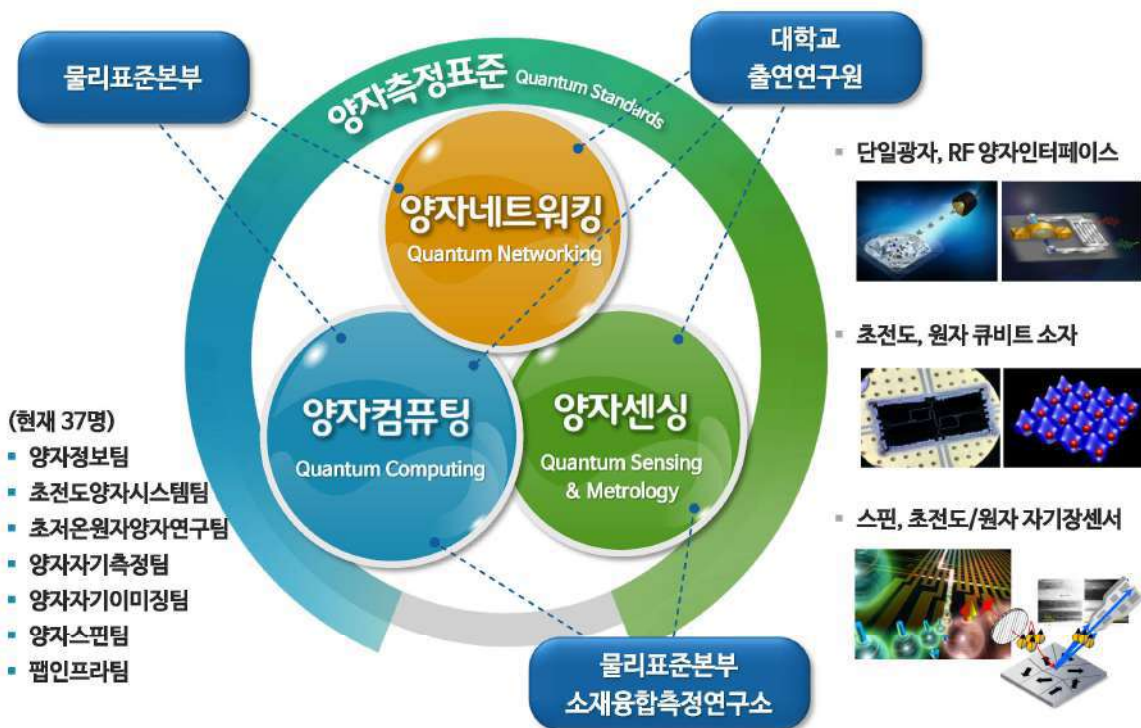 물리표준본부
대학교
출연연구원
양자측정표준 Quantum Standards
양자네트워킹
Quantum Networking
양자컴퓨팅
Quantum Computing
양자센싱
Quantum Sensing
& Metrology
(현재 37명)
▪ 양자정보팀
▪ 초전도양자시스템팀
▪ 초저온원자양자연구팀
▪ 양자자기측정팀
▪ 양자자기이미징팀
▪ 양자스핀팀
▪ 팹인프라팀
물리표준본부
소재융합측정연구소
▪ 단일광자, RF 양자인터페이스
▪ 초전도, 원자 큐비트 소자
▪ 스핀, 초전도/원자 자기장센서